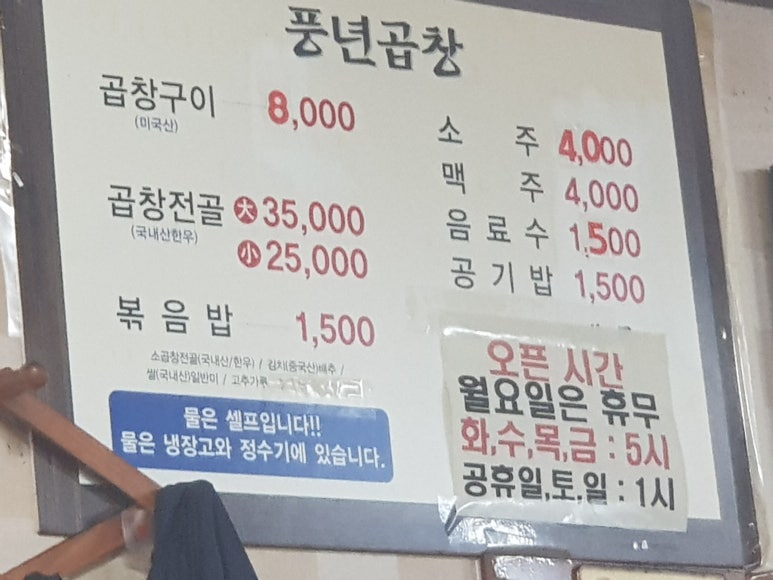 풍년곱창
곱창구이 8,000
(미국산)
곱창전골 大 35,000
(국내산한우)
小 25,000
볶음밥 1,500
소곱창전골(국내산/한우) / 김치(중국산)배추 /
쌀(국내산)일반미 / 고추가루
물은 셀프입니다!!
물은 냉장고와 정수기에 있습니다.
소 주 4,000
맥 주 4,000
음료수 1,500
공기밥 1,500
오픈 시간
월요일은 휴무
화,수,목,금 : 5시
공휴일,토.일 : 1시